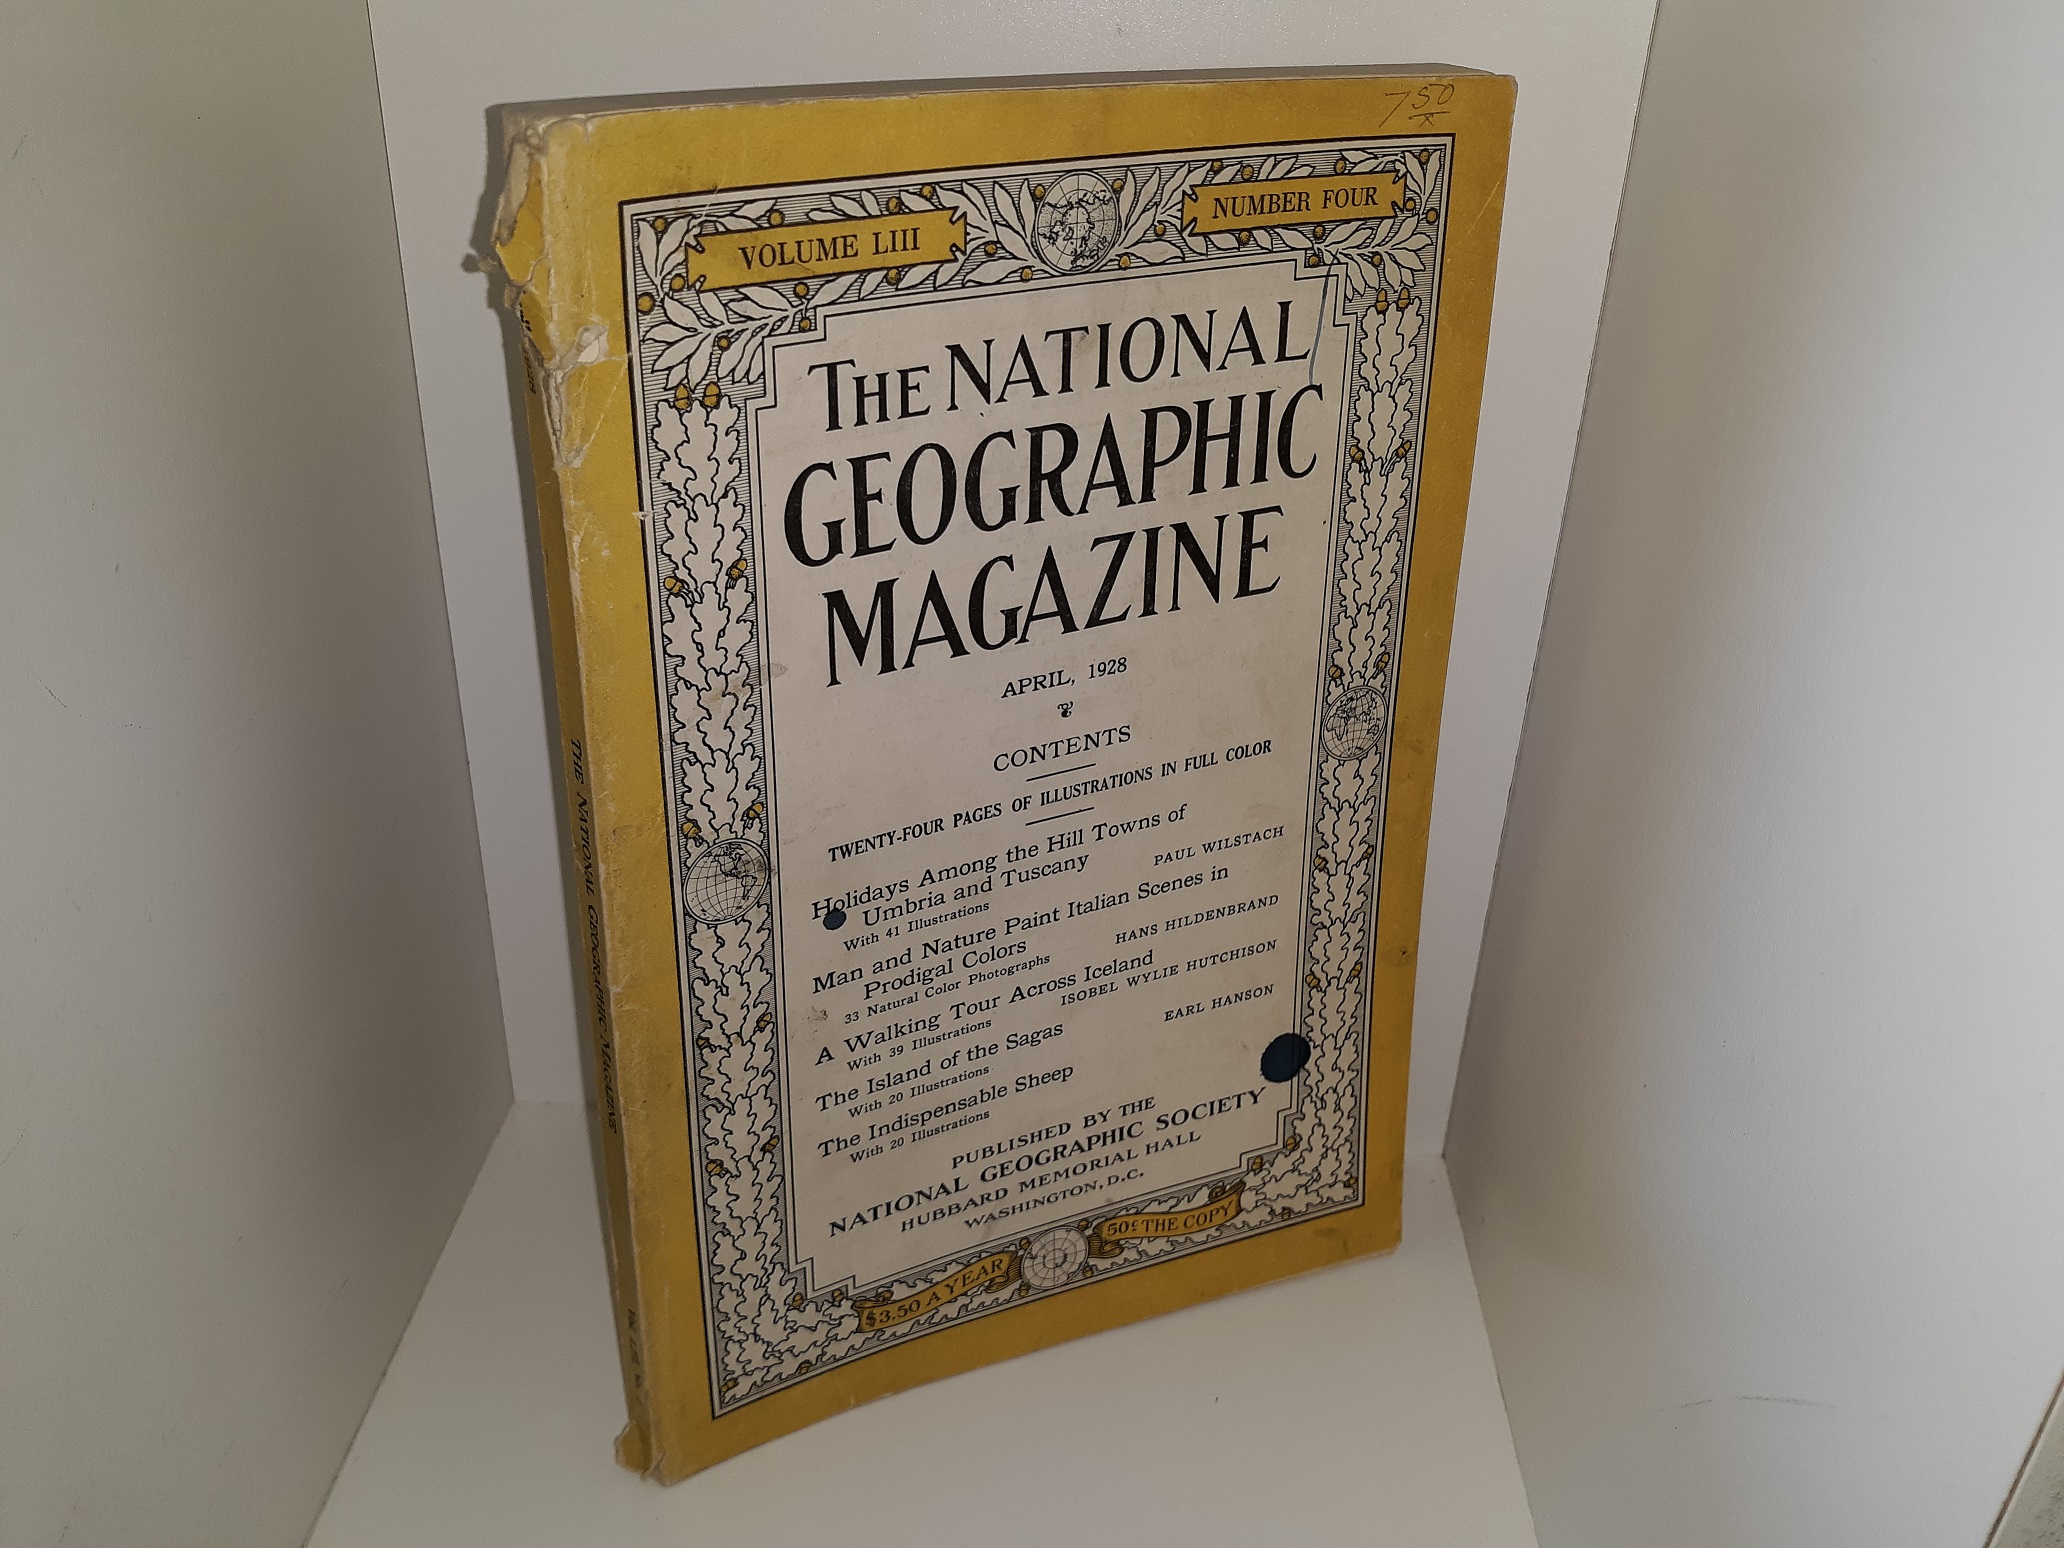 7 50
VOLUME LIII
NUMBER FOUR
THE NATIONAL
GEOGRAPHIC
MAGAZINE
APRIL, 1928
CONTENTS
TWENTY-FOUR PAGES OF ILLUSTRATIONS IN FULL COLOR
Holidays Among the Hill Towns of
Umbria and Tuscany
With 41 Illustrations
PAUL WILSTACH
Man and Nature Paint Italian Scenes in
Prodigal Colors
33 Natural Color Photographs
HANS HILDENBRAND
A Walking Tour Across Iceland
With 39 Illustrations
ISOBEL WYLIE HUTCHISON
The Island of the Sagas
With 20 Illustrations
EARL HANSON
The Indispensable Sheep
With 20 Illustrations
PUBLISHED BY THE
NATIONAL GEOGRAPHIC SOCIETY
HUBBARD MEMORIAL HALL
WASHINGTON, D.C.
$3.50 A YEAR
50¢ THE COPY
THE NATIONAL GEOGRAPHIC MAGAZINE